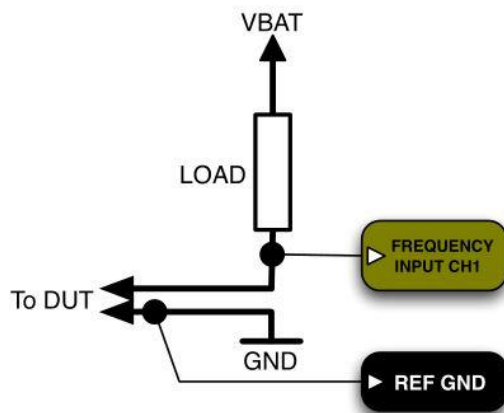 VBAT
LOAD
FREQUENCY
INPUT CH1
To DUT
GND
REF GND